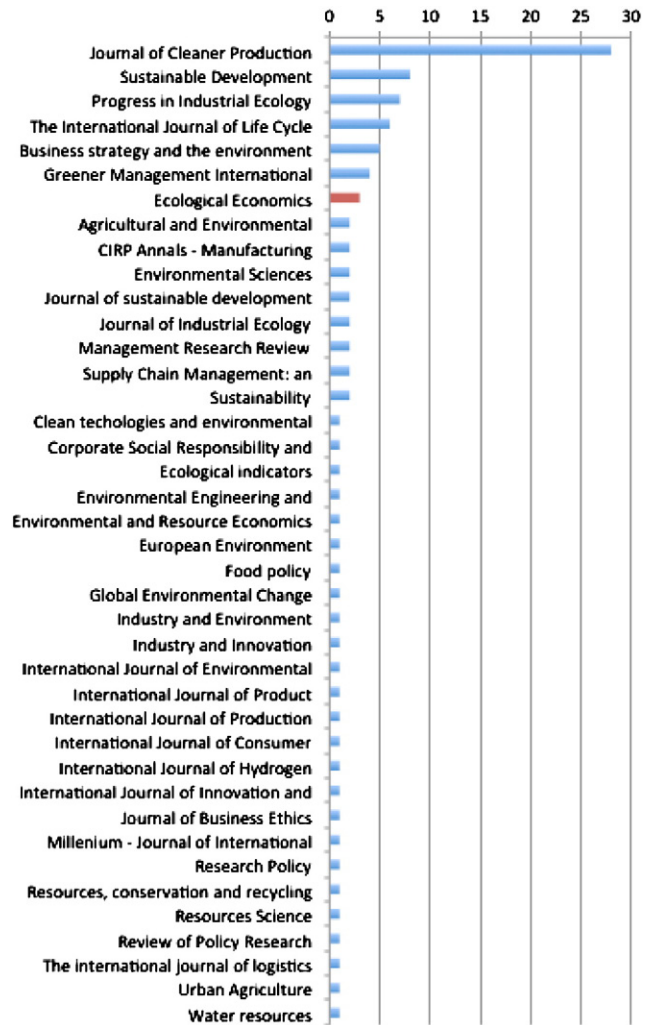 0 5 10 15 20 25 30
Journal of Cleaner Production
Sustainable Development
Progress in Industrial Ecology
The International Journal of Life Cycle
Business strategy and the environment
Greener Management International
Ecological Economics
Agricultural and Environmental
CIRP Annals - Manufacturing
Environmental Sciences
Journal of sustainable development
Journal of Industrial Ecology
Management Research Review
Supply Chain Management: an
Sustainability
Clean techologies and environmental
Corporate Social Responsibility and
Ecological indicators
Environmental Engineering and
Environmental and Resource Economics
European Environment
Food policy
Global Environmental Change
Industry and Environment
Industry and Innovation
International Journal of Environmental
International Journal of Product
International Journal of Production
International Journal of Consumer
International Journal of Hydrogen
International Journal of Innovation and
Journal of Business Ethics
Millenium - Journal of International
Research Policy
Resources, conservation and recycling
Resources Science
Review of Policy Research
The international journal of logistics
Urban Agriculture
Water resources